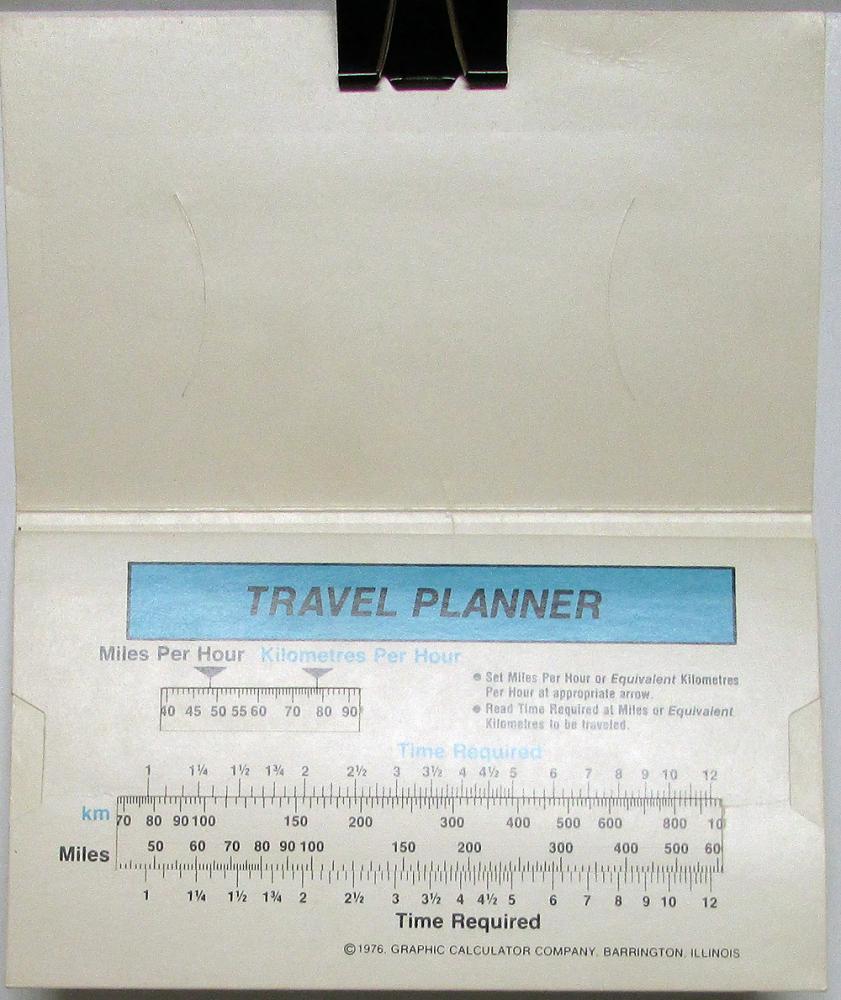 TRAVEL PLANNER
Miles Per Hour Kilometres Per Hour
● Set Miles Per Hour or Equivalent Kilometres
Per Hour at appropriate arrow.
● Read Time Required at Miles or Equivalent
Kilometres to be traveled.
40 45 50 55 60 70 80 90
Time Required
1 1¼ 1½ 1¾ 2 2½ 3 3½ 4 4½ 5 6 7 8 9 10 12
km 70 80 90 100 150 200 300 400 500 600 800 10
Miles 50 60 70 80 90 100 150 200 300 400 500 60
1 1¼ 1½ 1¾ 2 2½ 3 3½ 4 4½ 5 6 7 8 9 10 12
Time Required
©1976, GRAPHIC CALCULATOR COMPANY, BARRINGTON, ILLINOIS